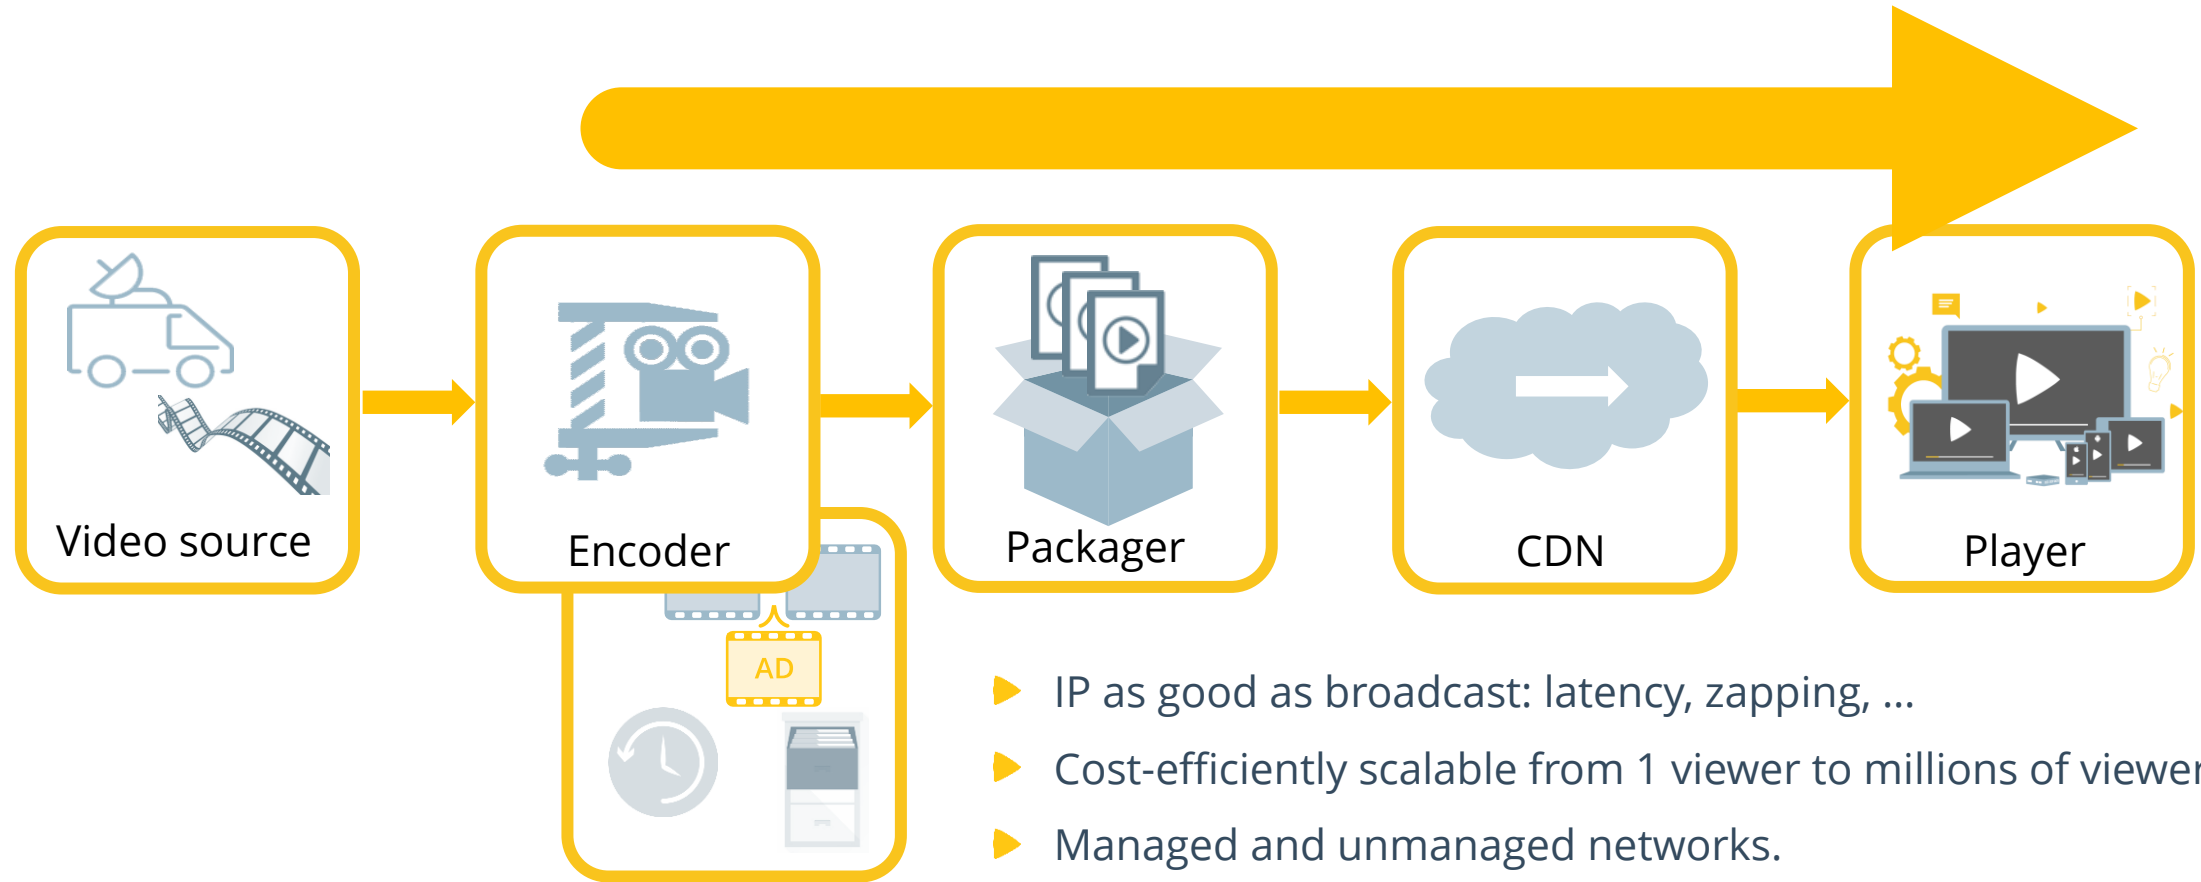 Video source
Encoder
Packager
CDN
Player
AD
IP as good as broadcast: latency, zapping, ...
Cost-efficiently scalable from 1 viewer to millions of viewer
Managed and unmanaged networks.